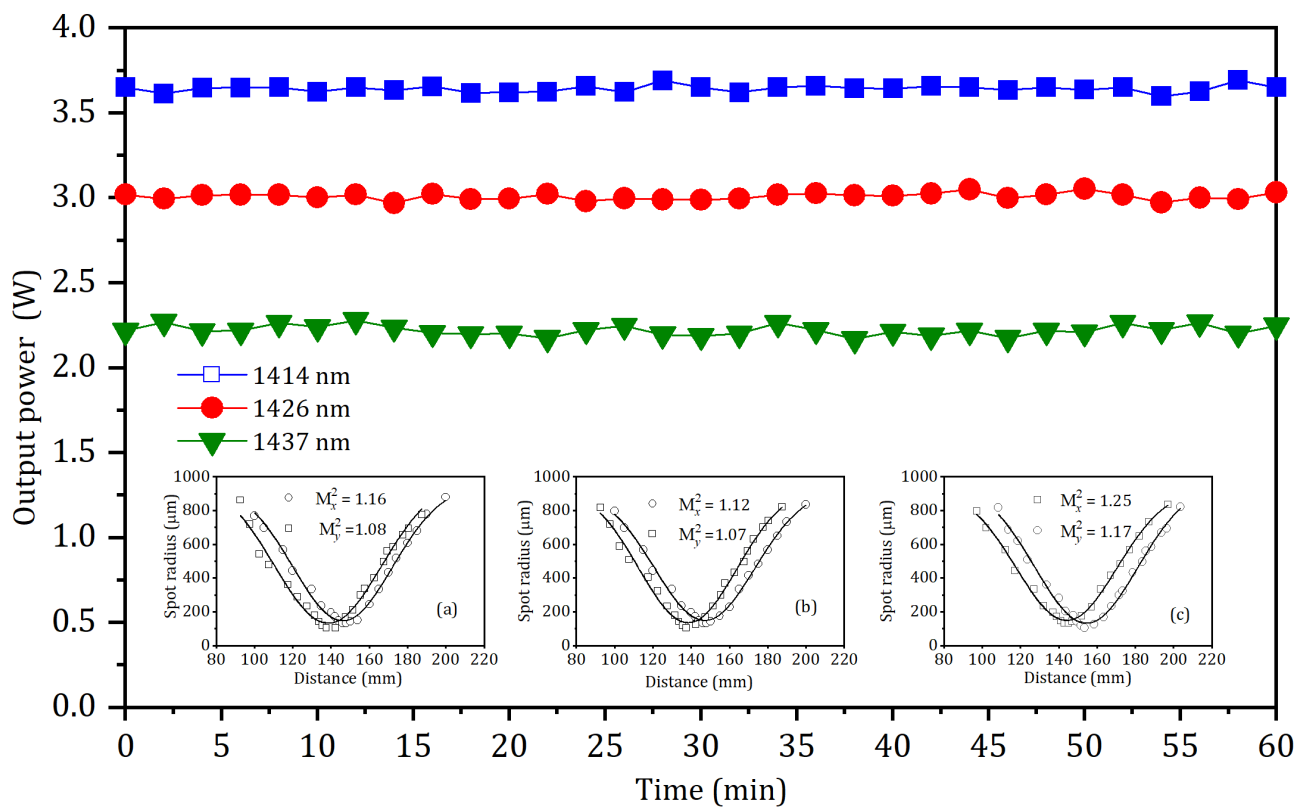 4.0
3.5
3.0
2.5
2.0
1.5
1.0
0.5
0.0
Output power (W)
1414 nm
1426 nm
1437 nm
1000
800
600
400
200
0
Spot radius (μm)
M²x = 1.16
M²y = 1.08
(a)
80 100 120 140 160 180 200 220
Distance (mm)
1000
800
600
400
200
0
Spot radius (μm)
M²x = 1.12
M²y = 1.07
(b)
80 100 120 140 160 180 200 220
Distance (mm)
1000
800
600
400
200
0
Spot radius (μm)
M²x = 1.25
M²y = 1.17
(c)
80 100 120 140 160 180 200 220
Distance (mm)
0 5 10 15 20 25 30 35 40 45 50 55 60
Time (min)